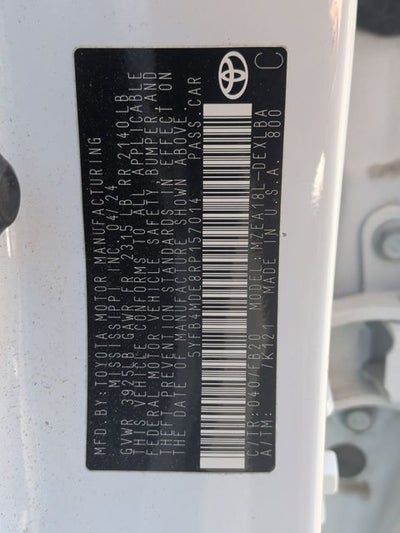 MFD.BY: TOYOTA MOTOR MANUFACTURING
MISSISSIPPI INC. 04/24
GVWR 3925LB GAWR FR 2315 LB RR 2140LB
THIS VEHICLE CONFORMS TO ALL APPLICABLE
FEDERAL MOTOR VEHICLE SAFETY, BUMPER AND
THEFT PREVENTION STANDARDS IN EFFECT ON
THE DATE OF MANUFACTURE SHOWN ABOVE.
5YFB4MDE8RP157014 PASS.CAR
C
C/TR: 040/FB20 MODEL: MZEA18L-DEXLBA
A/TM: /K121 MADE IN U.S.A. 800